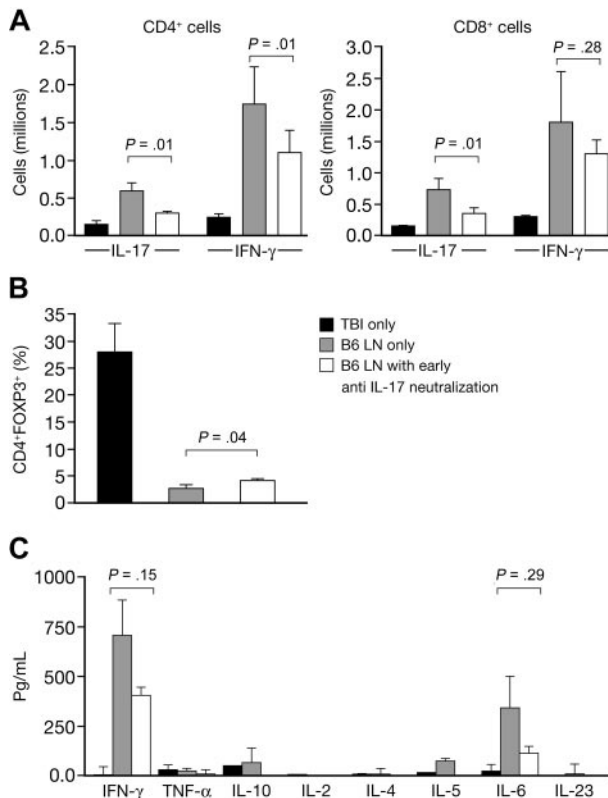 A
CD4⁺ cells
CD8⁺ cells
Cells (millions)
2.5
2.0
1.5
1.0
0.5
0.0
P = .01
P = .01
IL-17
IFN-γ
Cells (millions)
3.0
2.5
2.0
1.5
1.0
0.5
0.0
P = .01
P = .28
IL-17
IFN-γ
B
CD4⁺FOXP3⁺ (%)
35
30
25
20
15
10
5
0
P = .04
TBI only
B6 LN only
B6 LN with early
anti IL-17 neutralization
C
Pg/mL
1000
750
500
250
0.0
P = .15
P = .29
IFN-γ TNF-α IL-10 IL-2 IL-4 IL-5 IL-6 IL-23